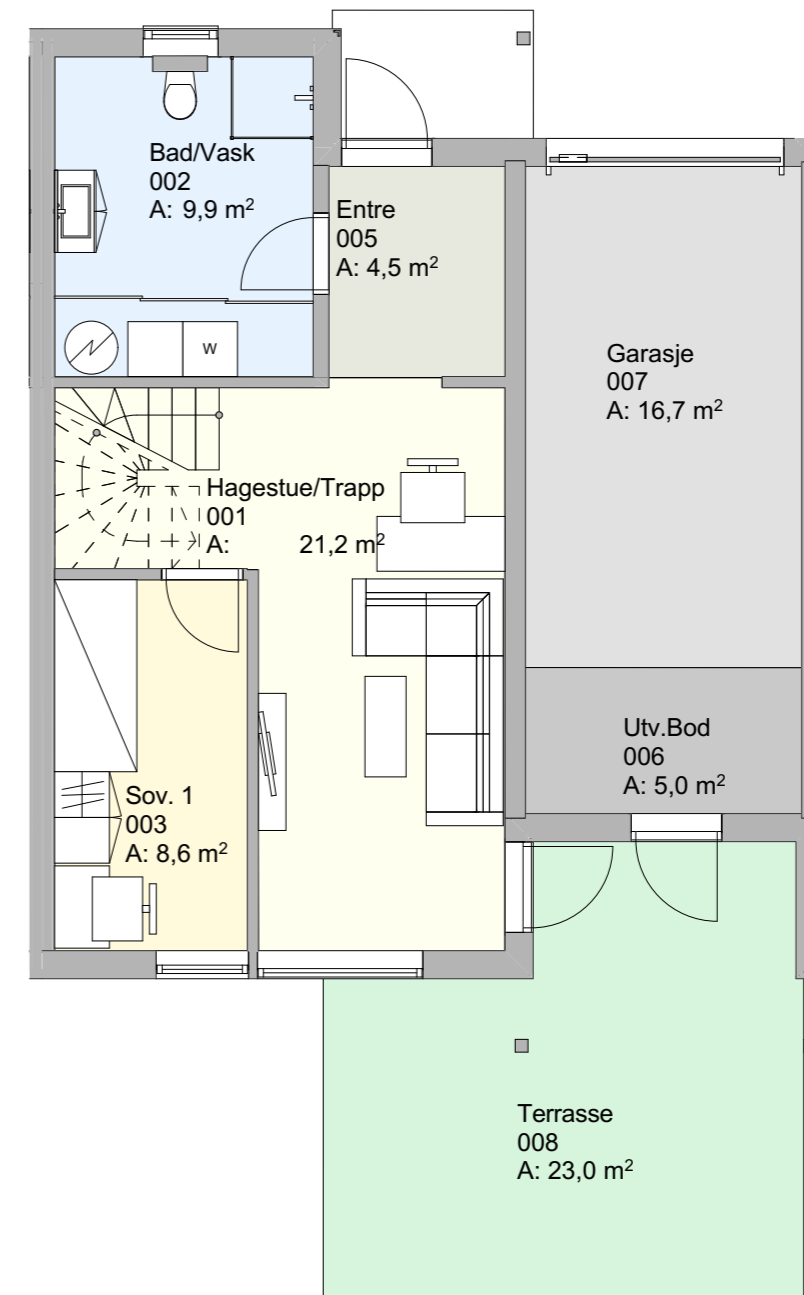 Bad/Vask
002
A: 9,9 m²
Entre
005
A: 4,5 m²
W
Garasje
007
A: 16,7 m²
Hagestue/Trapp
001
A: 21,2 m²
Utv.Bod
006
A: 5,0 m²
Sov. 1
003
A: 8,6 m²
Terrasse
008
A: 23,0 m²